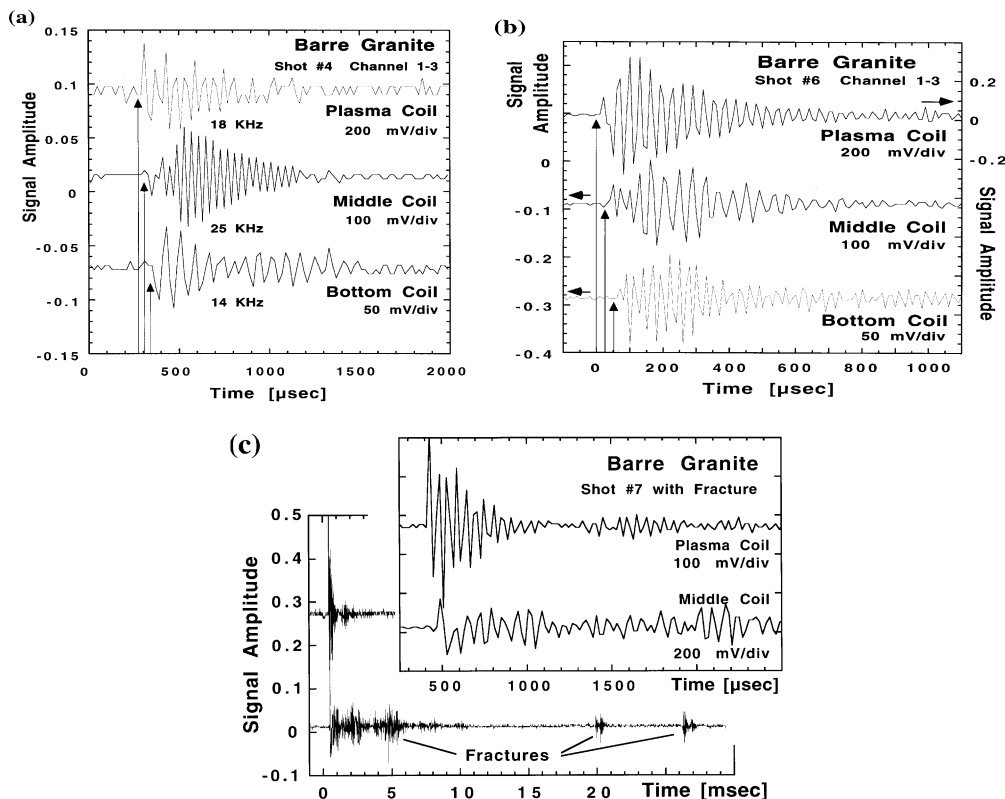 (a)
0.15
0.1
0.05
0
-0.05
-0.1
-0.15
Signal Amplitude
Barre Granite
Shot #4 Channel 1-3
Plasma Coil
200 mV/div
18 KHz
Middle Coil
100 mV/div
25 KHz
Bottom Coil
50 mV/div
14 KHz
0 500 1000 1500 2000
Time [µsec]
(b)
Signal
Amplitude
0
-0.1
-0.2
-0.3
-0.4
Barre Granite
Shot #6 Channel 1-3
Plasma Coil
200 mV/div
Middle Coil
100 mV/div
Bottom Coil
50 mV/div
0.2
0
-0.2
Signal Amplitude
0 200 400 600 800 1000
Time [µsec]
(c)
Barre Granite
Shot #7 with Fracture
Plasma Coil
100 mV/div
Middle Coil
200 mV/div
500 1000 1500 Time [µsec]
0.5
0.4
0.3
0.2
0.1
0
-0.1
Signal Amplitude
Fractures
0 5 10 15 20 Time [msec]